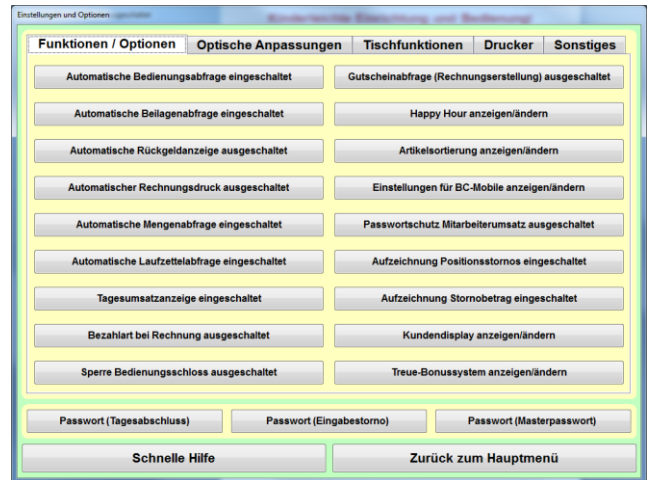 Einstellungen und Optionen
Kinderleichte Einrichtung und Bedienung!
Funktionen / Optionen
Optische Anpassungen
Tischfunktionen
Drucker
Sonstiges
Automatische Bedienungsabfrage eingeschaltet
Gutscheinabfrage (Rechnungserstellung) ausgeschaltet
Automatische Beilagenabfrage eingeschaltet
Happy Hour anzeigen/ändern
Automatische Rückgeldanzeige ausgeschaltet
Artikelsortierung anzeigen/ändern
Automatischer Rechnungsdruck ausgeschaltet
Einstellungen für BC-Mobile anzeigen/ändern
Automatische Mengenabfrage eingeschaltet
Passwortschutz Mitarbeiterumsatz ausgeschaltet
Automatische Laufzettelabfrage eingeschaltet
Aufzeichnung Positionsstornos eingeschaltet
Tagesumsatzanzeige eingeschaltet
Aufzeichnung Stornobetrag eingeschaltet
Bezahlart bei Rechnung ausgeschaltet
Kundendisplay anzeigen/ändern
Sperre Bedienungsschloss ausgeschaltet
Treue-Bonussystem anzeigen/ändern
Passwort (Tagesabschluss)
Passwort (Eingabestorno)
Passwort (Masterpasswort)
Schnelle Hilfe
Zurück zum Hauptmenü